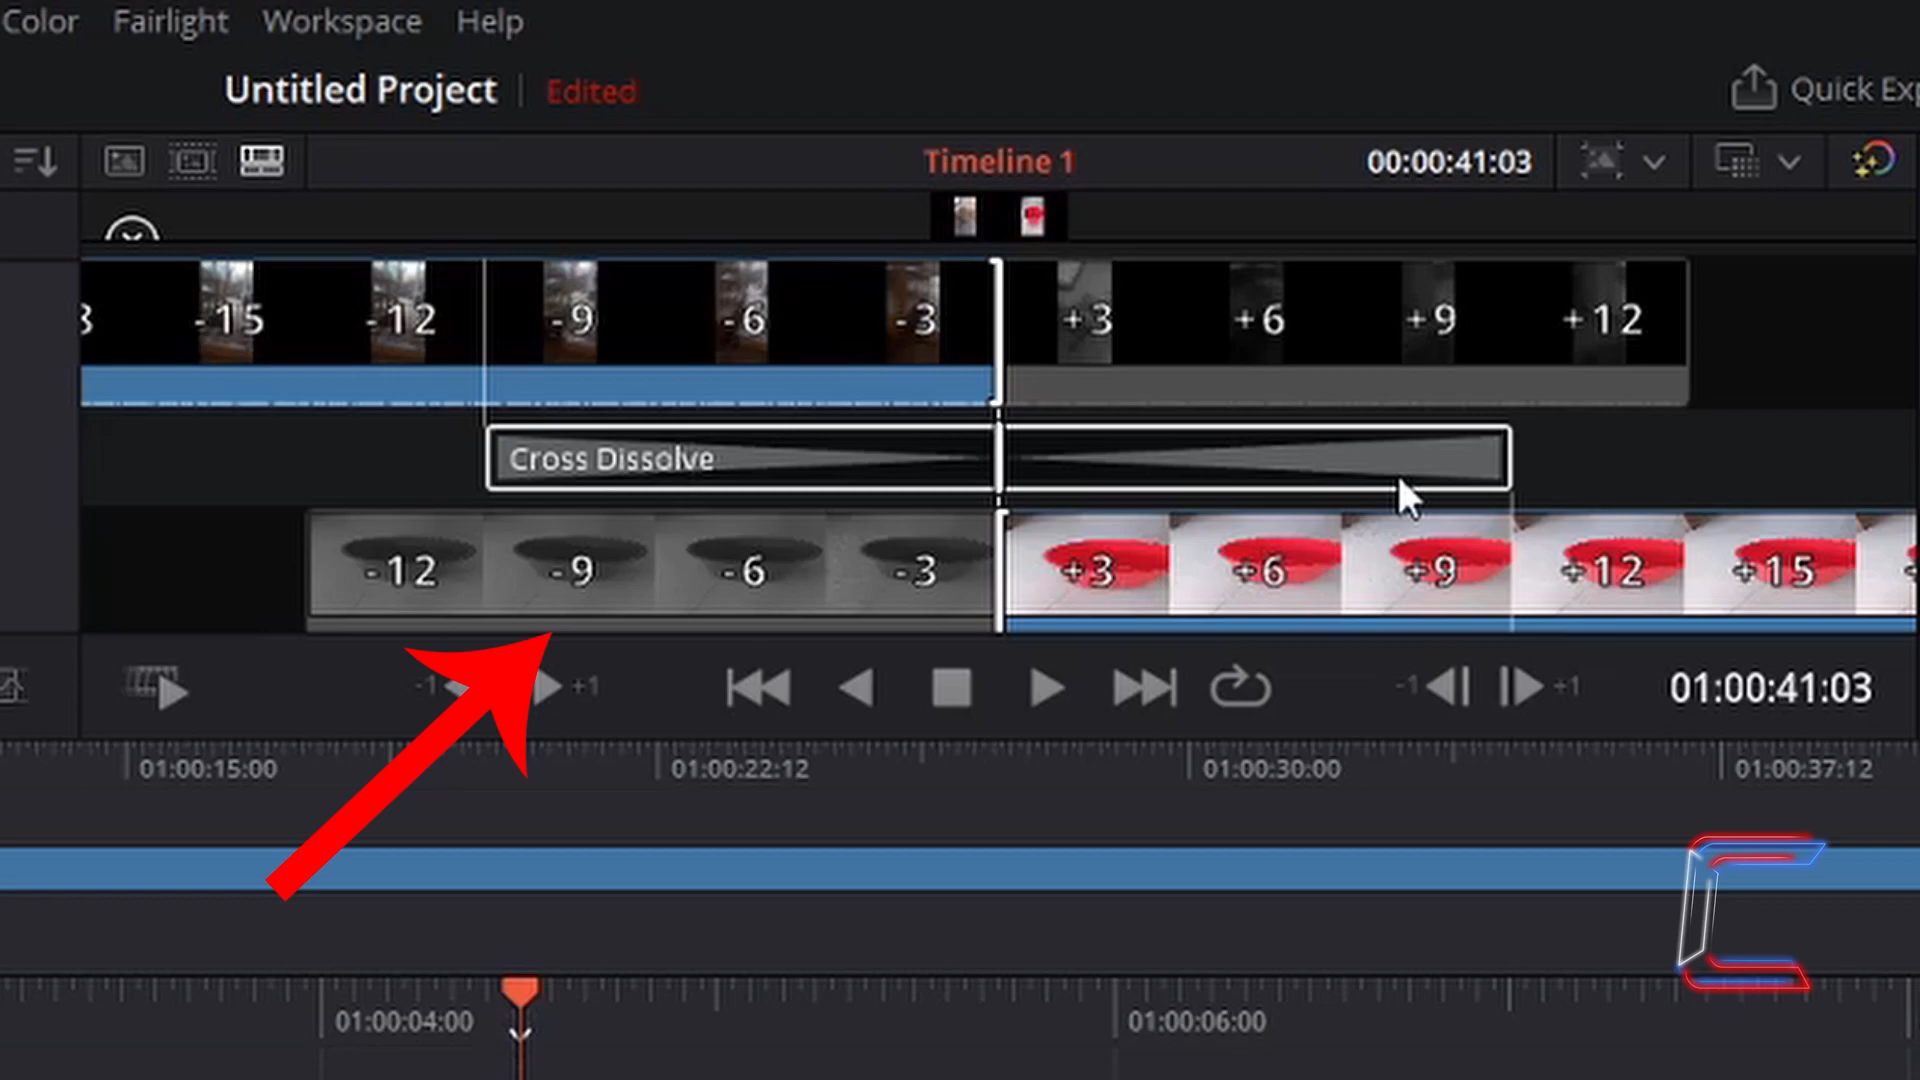 Color Fairlight Workspace Help
Untitled Project Edited Quick Exp
Timeline 1 00:00:41:03
-15 -12 -9 -6 -3 +3 +6 +9 +12
Cross Dissolve
-12 -9 -6 -3 +3 +6 +9 +12 +15
-1 +1 -1 +1 01:00:41:03
01:00:15:00 01:00:22:12 01:00:30:00 01:00:37:12
01:00:04:00 01:00:06:00